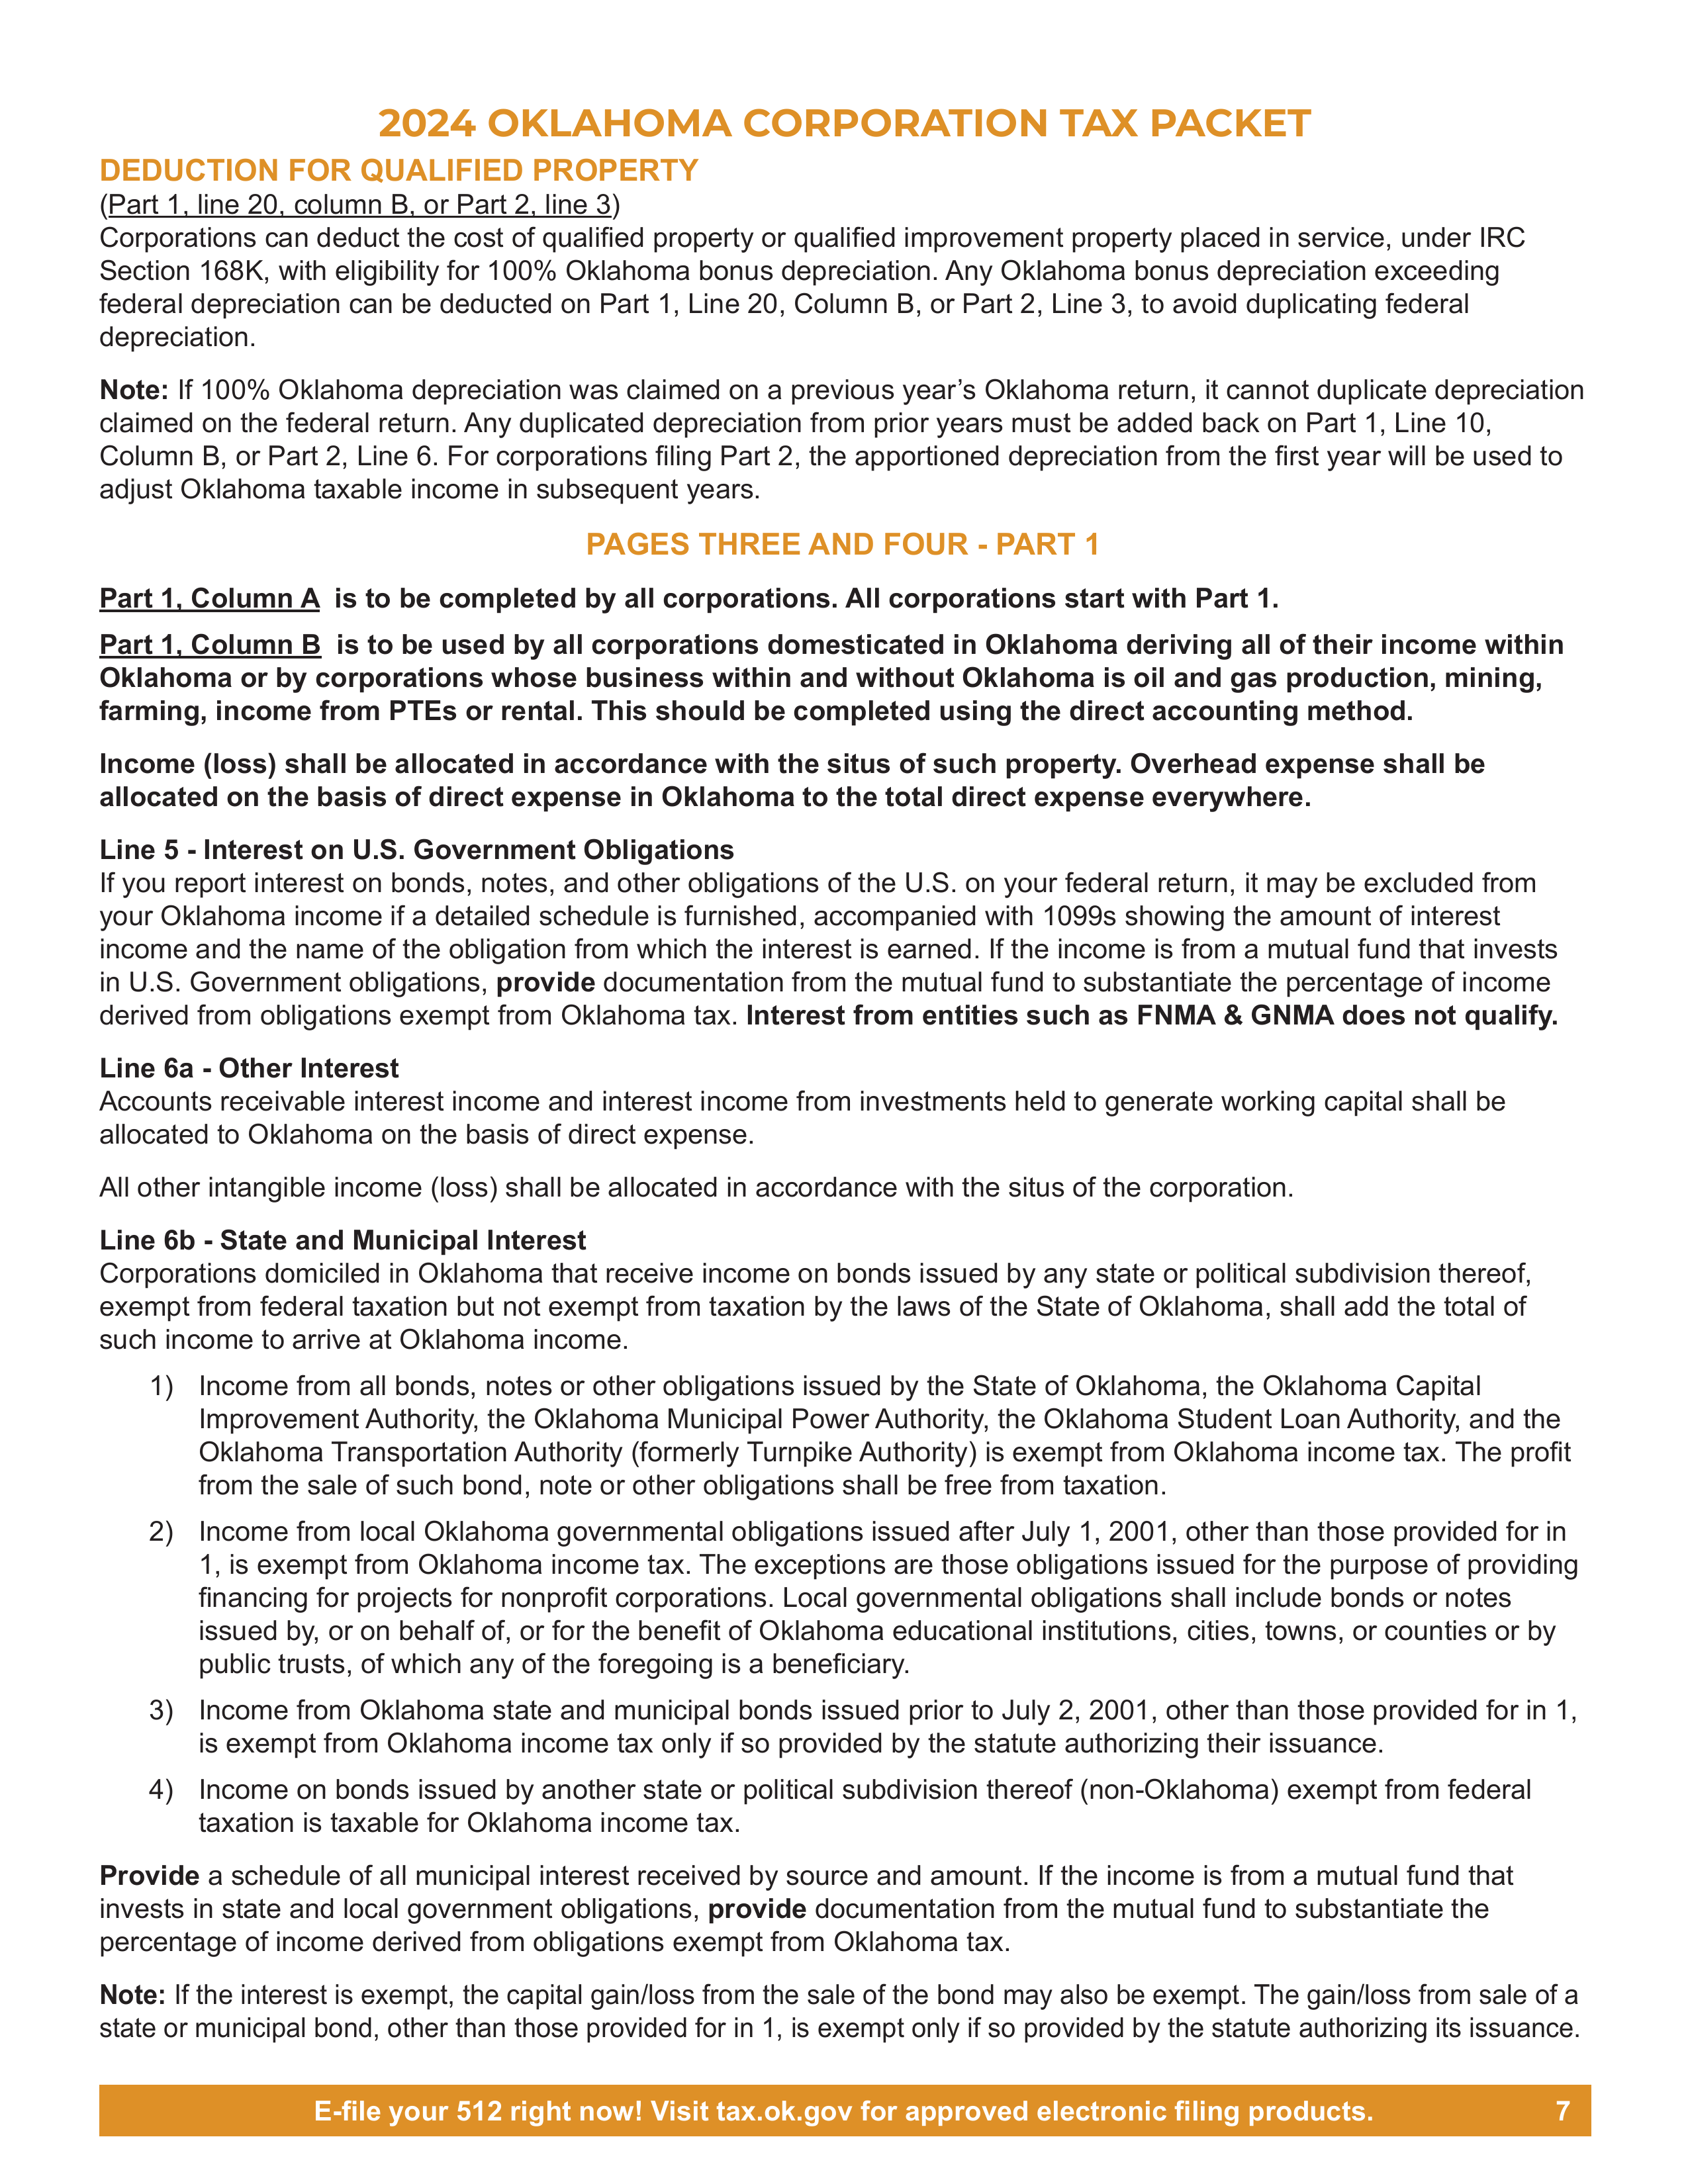 2024 OKLAHOMA CORPORATION TAX PACKET
DEDUCTION FOR QUALIFIED PROPERTY
(Part 1, line 20, column B, or Part 2, line 3)
Corporations can deduct the cost of qualified property or qualified improvement property placed in service, under IRC
Section 168K, with eligibility for 100% Oklahoma bonus depreciation. Any Oklahoma bonus depreciation exceeding
federal depreciation can be deducted on Part 1, Line 20, Column B, or Part 2, Line 3, to avoid duplicating federal
depreciation.
Note: If 100% Oklahoma depreciation was claimed on a previous year’s Oklahoma return, it cannot duplicate depreciation
claimed on the federal return. Any duplicated depreciation from prior years must be added back on Part 1, Line 10,
Column B, or Part 2, Line 6. For corporations filing Part 2, the apportioned depreciation from the first year will be used to
adjust Oklahoma taxable income in subsequent years.
PAGES THREE AND FOUR - PART 1
Part 1, Column A is to be completed by all corporations. All corporations start with Part 1.
Part 1, Column B is to be used by all corporations domesticated in Oklahoma deriving all of their income within
Oklahoma or by corporations whose business within and without Oklahoma is oil and gas production, mining,
farming, income from PTEs or rental. This should be completed using the direct accounting method.
Income (loss) shall be allocated in accordance with the situs of such property. Overhead expense shall be
allocated on the basis of direct expense in Oklahoma to the total direct expense everywhere.
Line 5 - Interest on U.S. Government Obligations
If you report interest on bonds, notes, and other obligations of the U.S. on your federal return, it may be excluded from
your Oklahoma income if a detailed schedule is furnished, accompanied with 1099s showing the amount of interest
income and the name of the obligation from which the interest is earned. If the income is from a mutual fund that invests
in U.S. Government obligations, provide documentation from the mutual fund to substantiate the percentage of income
derived from obligations exempt from Oklahoma tax. Interest from entities such as FNMA & GNMA does not qualify.
Line 6a - Other Interest
Accounts receivable interest income and interest income from investments held to generate working capital shall be
allocated to Oklahoma on the basis of direct expense.
All other intangible income (loss) shall be allocated in accordance with the situs of the corporation.
Line 6b - State and Municipal Interest
Corporations domiciled in Oklahoma that receive income on bonds issued by any state or political subdivision thereof,
exempt from federal taxation but not exempt from taxation by the laws of the State of Oklahoma, shall add the total of
such income to arrive at Oklahoma income.
1) Income from all bonds, notes or other obligations issued by the State of Oklahoma, the Oklahoma Capital
Improvement Authority, the Oklahoma Municipal Power Authority, the Oklahoma Student Loan Authority, and the
Oklahoma Transportation Authority (formerly Turnpike Authority) is exempt from Oklahoma income tax. The profit
from the sale of such bond, note or other obligations shall be free from taxation.
2) Income from local Oklahoma governmental obligations issued after July 1, 2001, other than those provided for in
1, is exempt from Oklahoma income tax. The exceptions are those obligations issued for the purpose of providing
financing for projects for nonprofit corporations. Local governmental obligations shall include bonds or notes
issued by, or on behalf of, or for the benefit of Oklahoma educational institutions, cities, towns, or counties or by
public trusts, of which any of the foregoing is a beneficiary.
3) Income from Oklahoma state and municipal bonds issued prior to July 2, 2001, other than those provided for in 1,
is exempt from Oklahoma income tax only if so provided by the statute authorizing their issuance.
4) Income on bonds issued by another state or political subdivision thereof (non-Oklahoma) exempt from federal
taxation is taxable for Oklahoma income tax.
Provide a schedule of all municipal interest received by source and amount. If the income is from a mutual fund that
invests in state and local government obligations, provide documentation from the mutual fund to substantiate the
percentage of income derived from obligations exempt from Oklahoma tax.
Note: If the interest is exempt, the capital gain/loss from the sale of the bond may also be exempt. The gain/loss from sale of a
state or municipal bond, other than those provided for in 1, is exempt only if so provided by the statute authorizing its issuance.
E-file your 512 right now! Visit tax.ok.gov for approved electronic filing products. 7